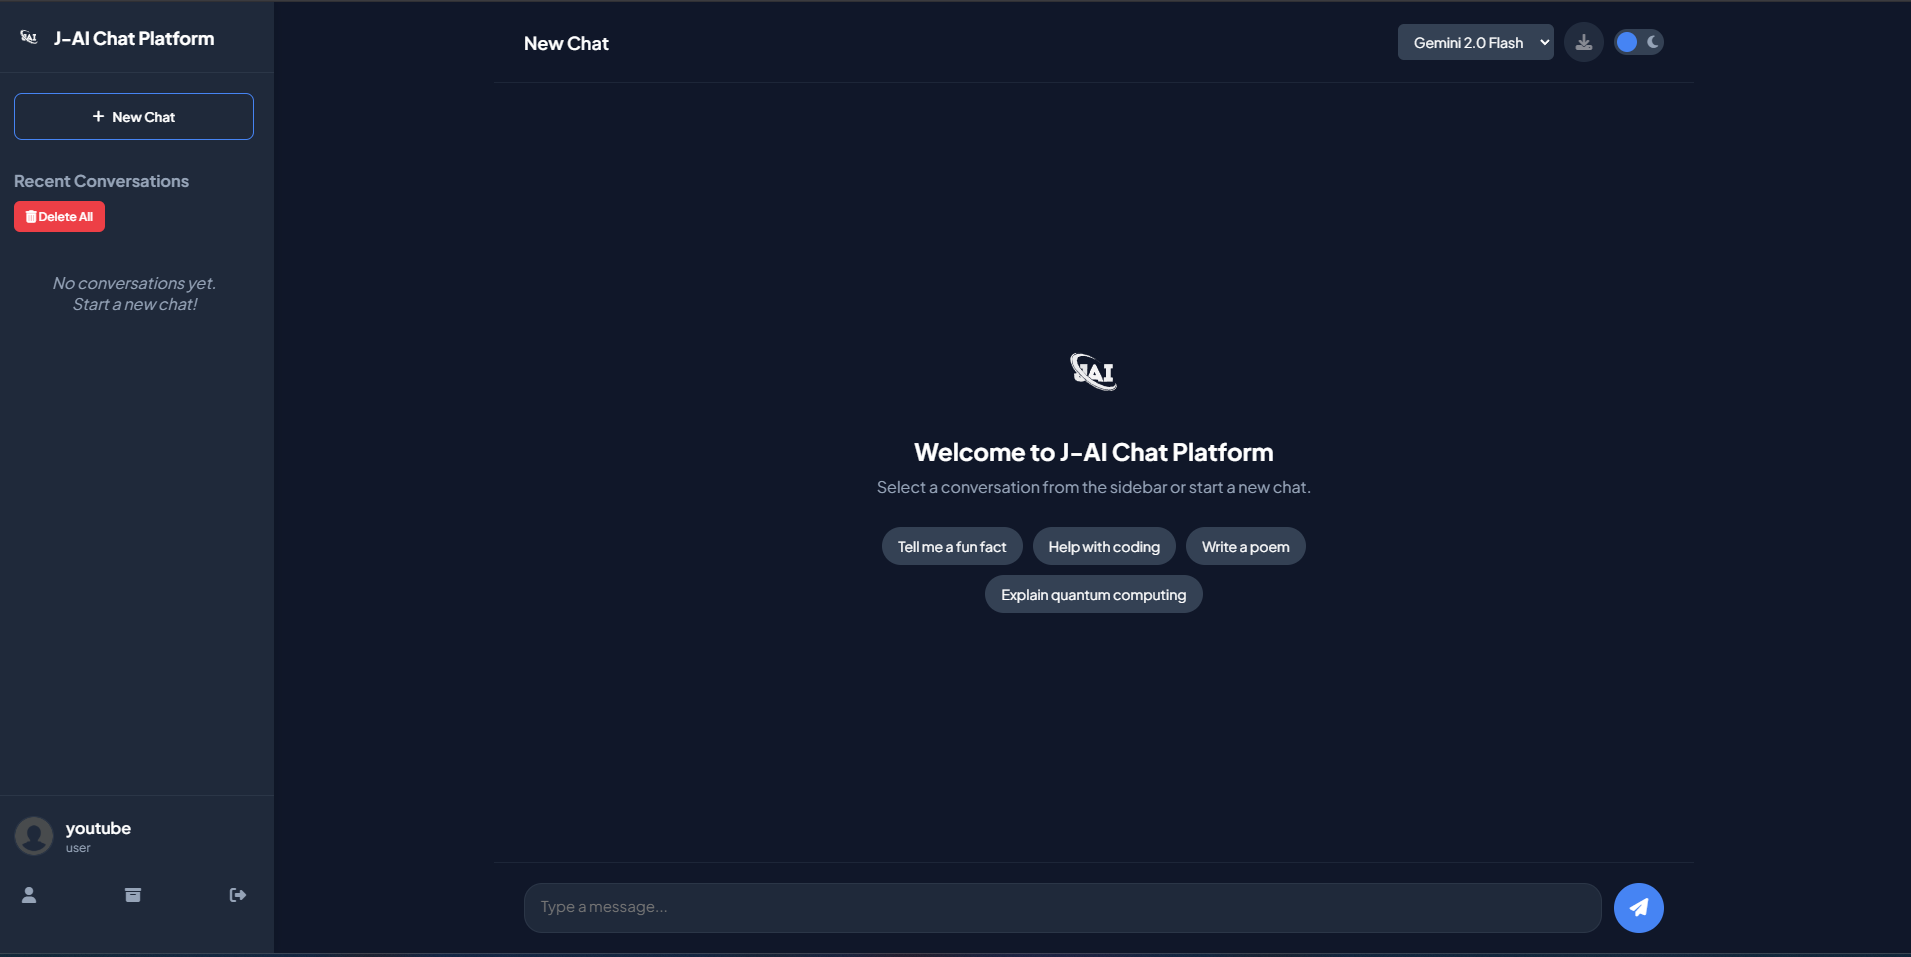 JAI J-AI Chat Platform
New Chat
Recent Conversations
Delete All
No conversations yet.
Start a new chat!
youtube
user
New Chat
Gemini 2.0 Flash
JAI
Welcome to J-AI Chat Platform
Select a conversation from the sidebar or start a new chat.
Tell me a fun fact Help with coding Write a poem
Explain quantum computing
Type a message...